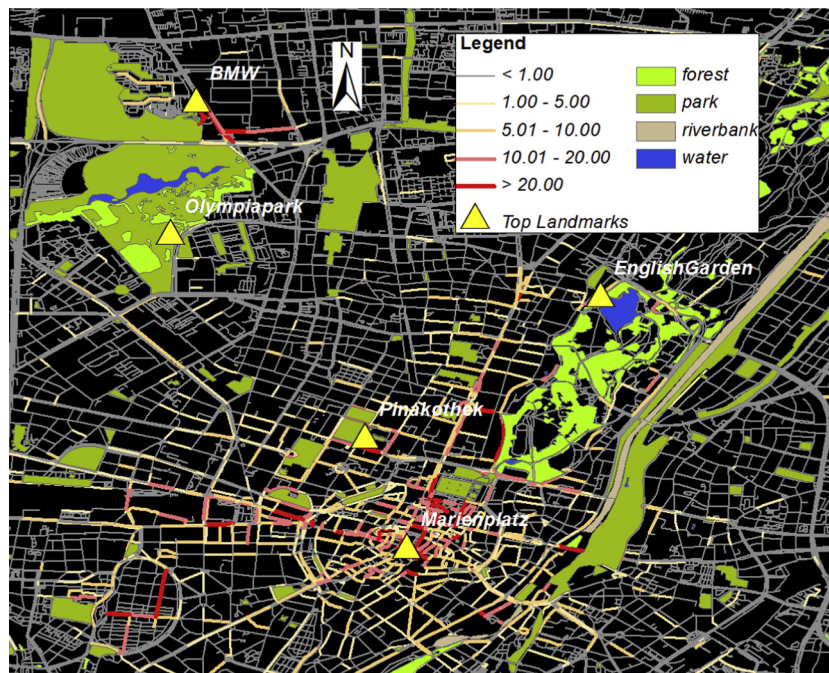 BMW
N
Legend
< 1.00
1.00 - 5.00
5.01 - 10.00
10.01 - 20.00
> 20.00
Top Landmarks
forest
park
riverbank
water
Olympiapark
EnglishGarden
Pinakothek
Marienplatz